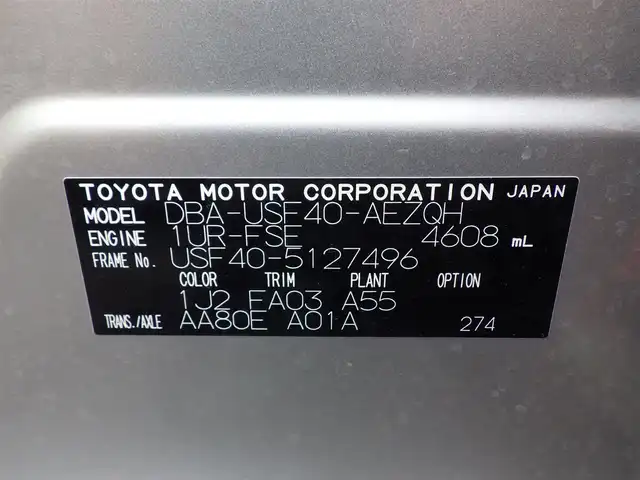 TOYOTA MOTOR CORPORATION JAPAN
MODEL DBA-USF40-AEZQH
ENGINE 1UR-FSE 4608 mL
FRAME No. USF40-5127496
COLOR TRIM PLANT OPTION
1J2 FA03 A55
TRANS./AXLE AA80E A01A 274